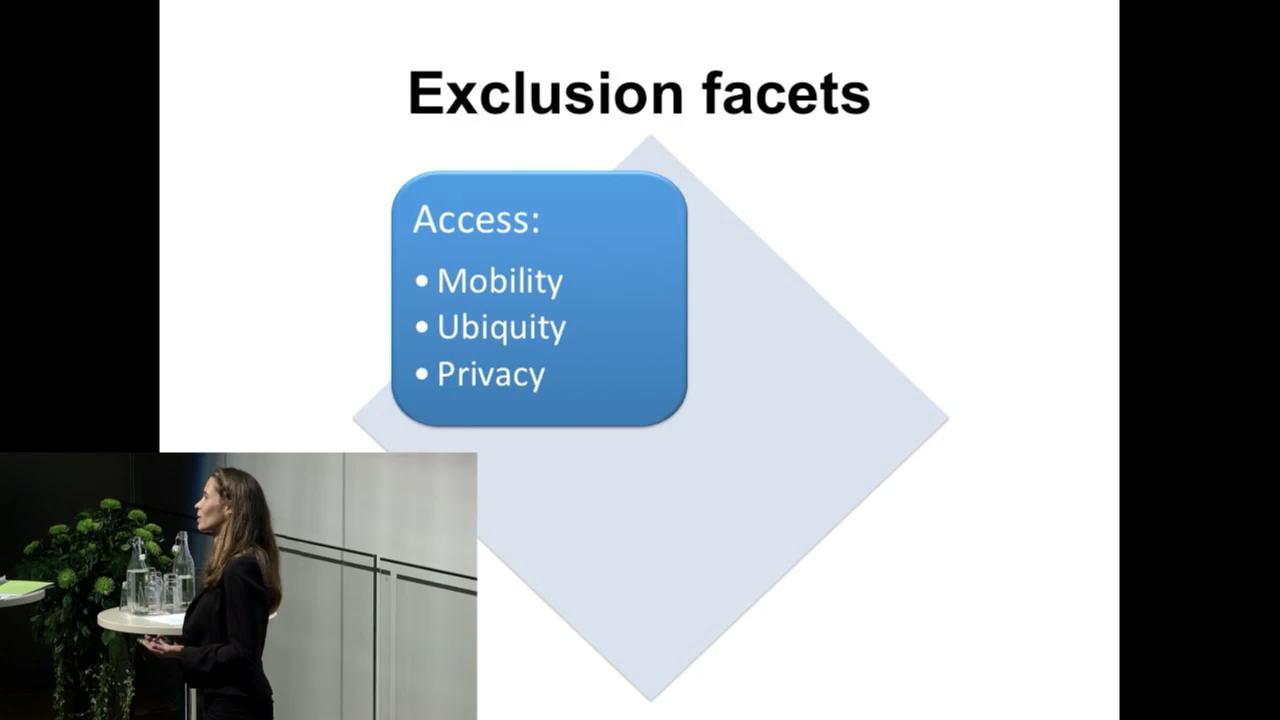 Exclusion facets
Access:
• Mobility
• Ubiquity
• Privacy